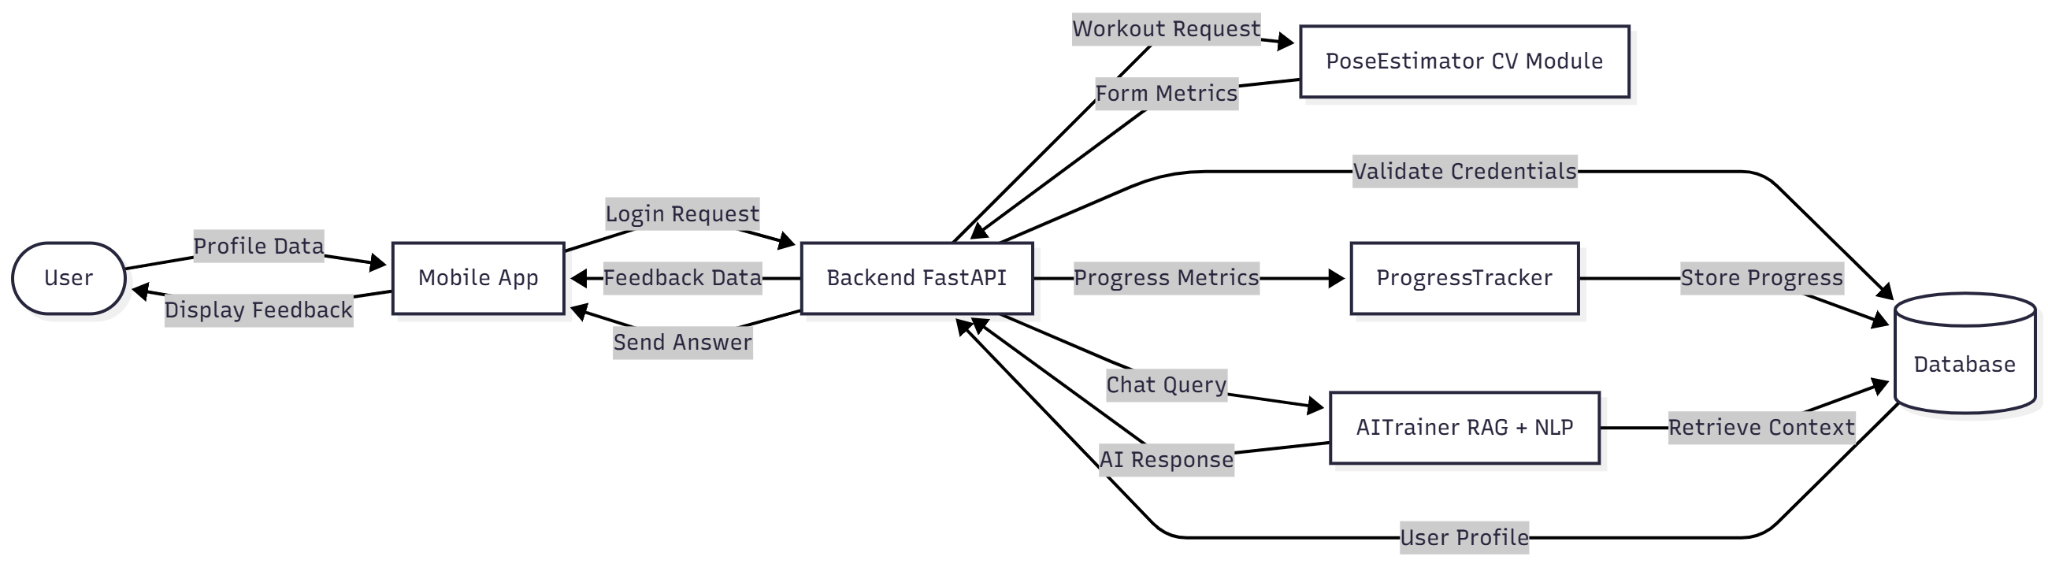 Workout Request
PoseEstimator CV Module
Form Metrics
Validate Credentials
Login Request
Profile Data
User
Mobile App
Feedback Data
Backend FastAPI
Progress Metrics
ProgressTracker
Store Progress
Display Feedback
Send Answer
Database
Chat Query
AITrainer RAG + NLP
Retrieve Context
AI Response
User Profile